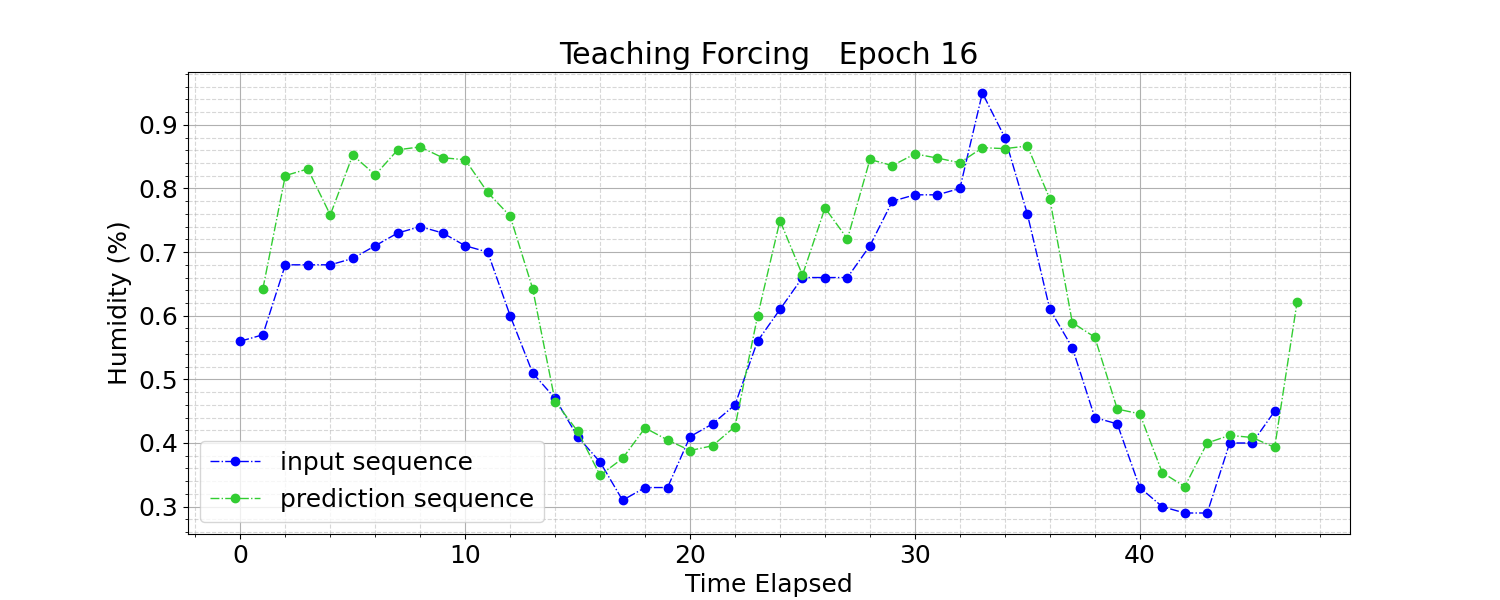 Teaching Forcing   Epoch 16
0.9
0.8
0.7
0.6
0.5
0.4
0.3
Humidity (%)
input sequence
prediction sequence
0 10 20 30 40
Time Elapsed